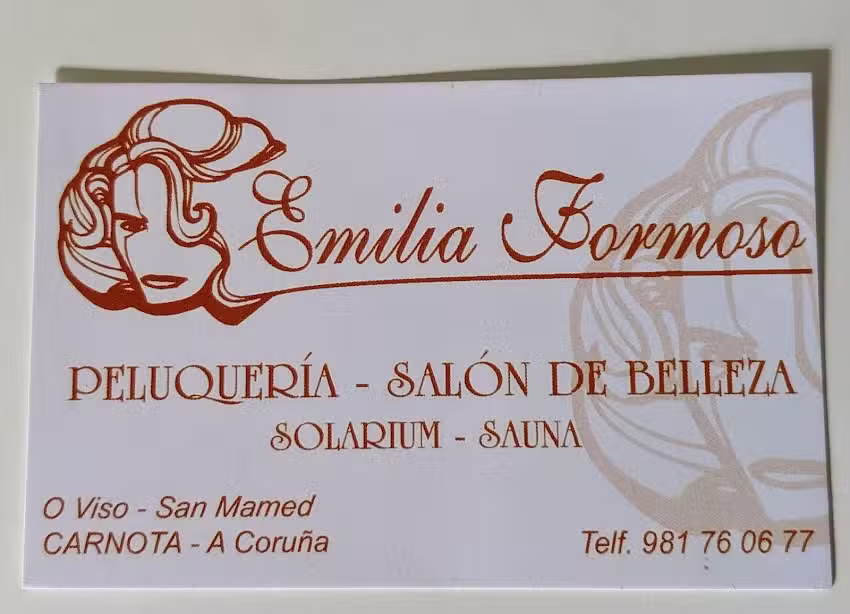 Emilia Formoso
PELUQUERÍA - SALÓN DE BELLEZA
SOLARIUM - SAUNA
O Viso - San Mamed
CARNOTA - A Coruña
Telf. 981 76 06 77